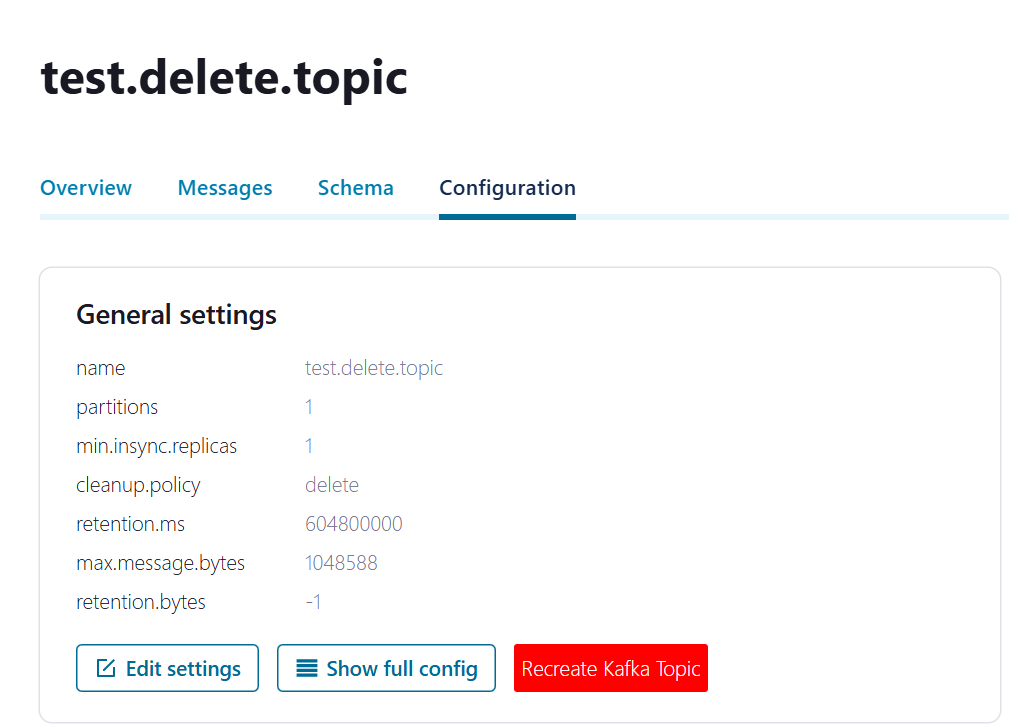 test.delete.topic
Overview Messages Schema Configuration
General settings
name test.delete.topic
partitions 1
min.insync.replicas 1
cleanup.policy delete
retention.ms 604800000
max.message.bytes 1048588
retention.bytes -1
Edit settings Show full config Recreate Kafka Topic